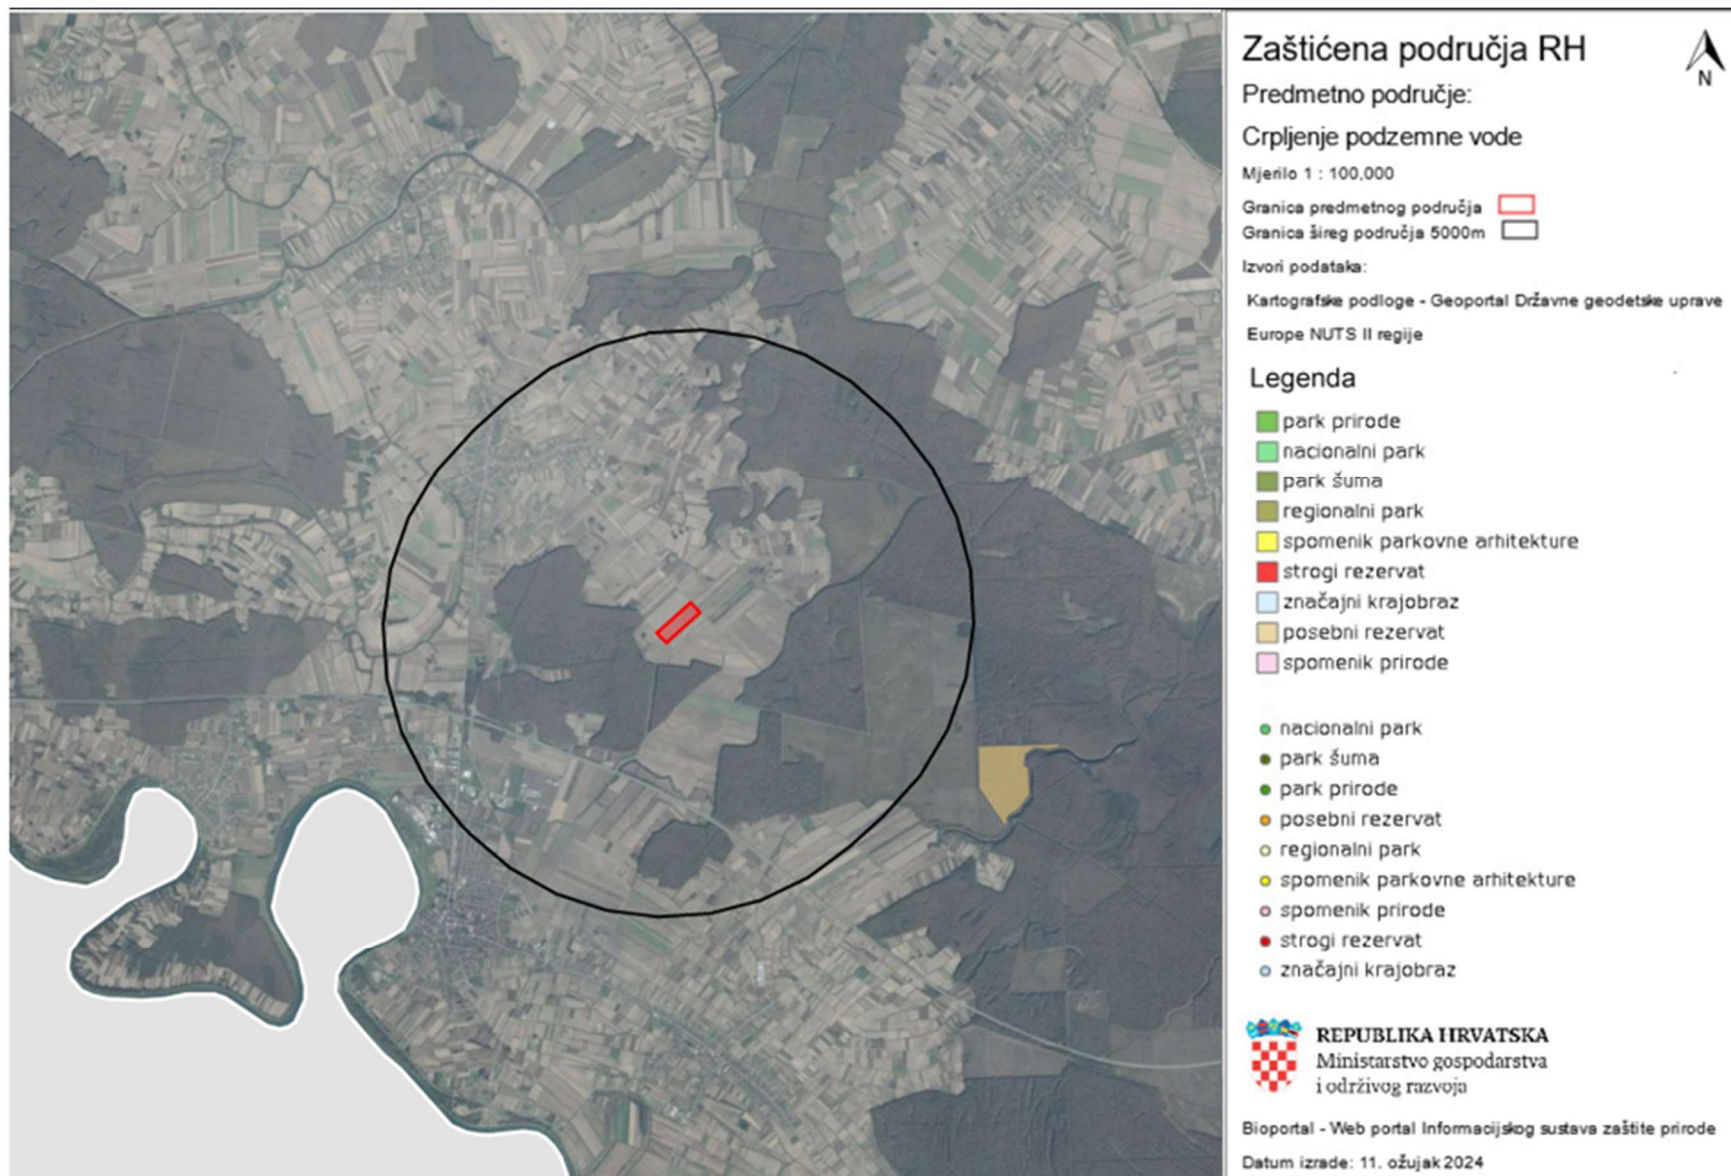 Zaštićena područja RH
N
Predmetno područje:
Crpljenje podzemne vode
Mjerilo 1 : 100,000
Granica predmetnog područja
Granica šireg područja 5000m
Izvori podataka:
Kartografske podloge - Geoportal Državne geodetske uprave
Europe NUTS II regije
Legenda
park prirode
nacionalni park
park šuma
regionalni park
spomenik parkovne arhitekture
strogi rezervat
značajni krajobraz
posebni rezervat
spomenik prirode
nacionalni park
park šuma
park prirode
posebni rezervat
regionalni park
spomenik parkovne arhitekture
spomenik prirode
strogi rezervat
značajni krajobraz
REPUBLIKA HRVATSKA
Ministarstvo gospodarstva
i održivog razvoja
Bioportal - Web portal Informacijskog sustava zaštite prirode
Datum izrade: 11. ožujak 2024